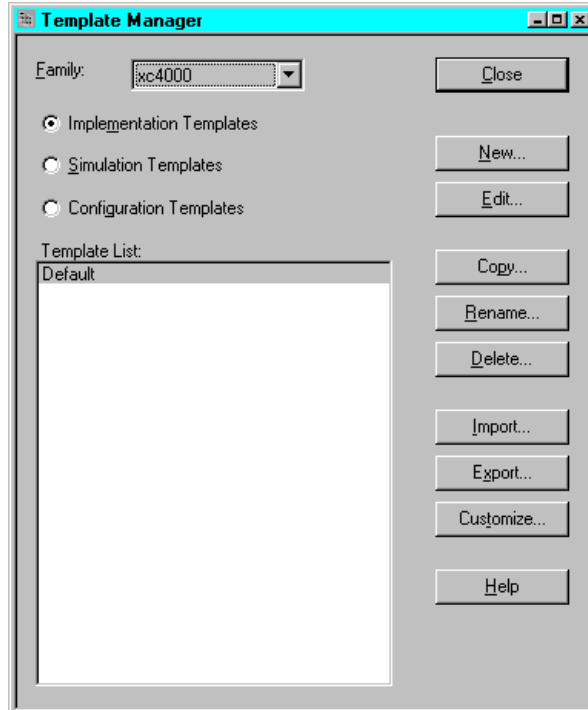 Template Manager
Family:
xc4000
Close
Implementation Templates
Simulation Templates
Configuration Templates
New...
Edit...
Template List:
Default
Copy...
Rename...
Delete...
Import...
Export...
Customize...
Help